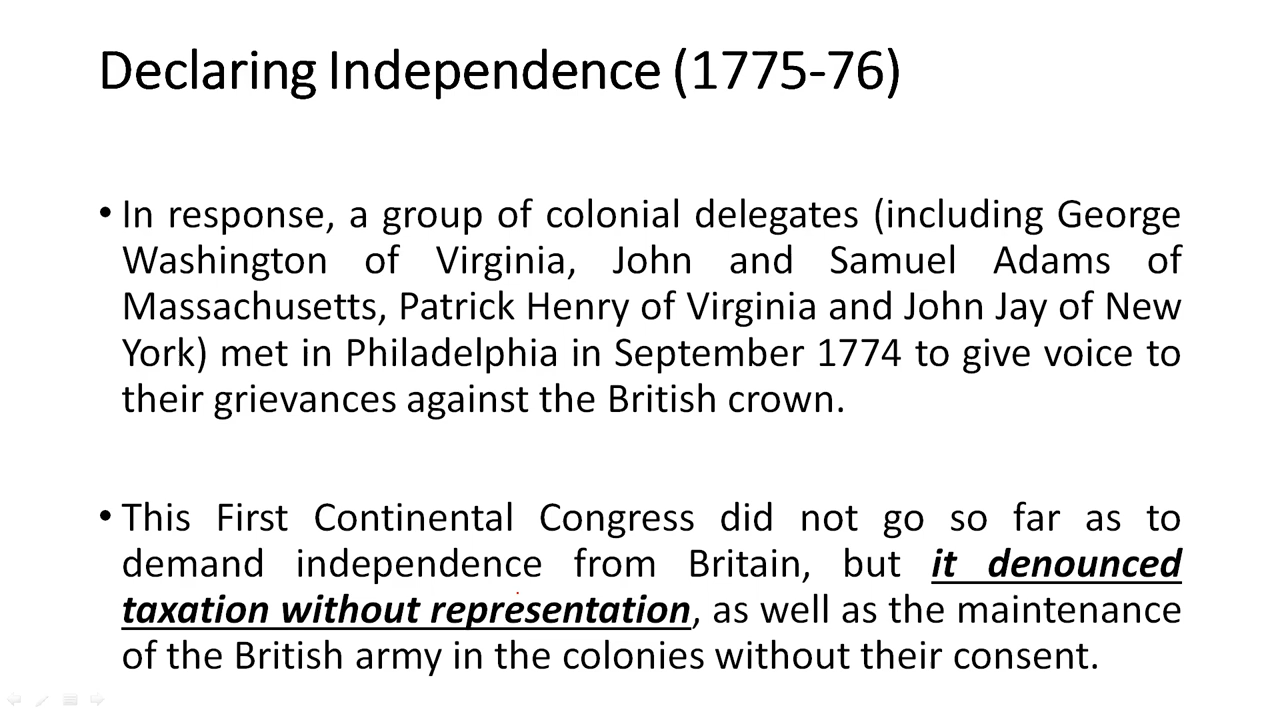 Declaring Independence (1775-76)
• In response, a group of colonial delegates (including George
Washington of Virginia, John and Samuel Adams of
Massachusetts, Patrick Henry of Virginia and John Jay of New
York) met in Philadelphia in September 1774 to give voice to
their grievances against the British crown.
• This First Continental Congress did not go so far as to
demand independence from Britain, but it denounced
taxation without representation, as well as the maintenance
of the British army in the colonies without their consent.